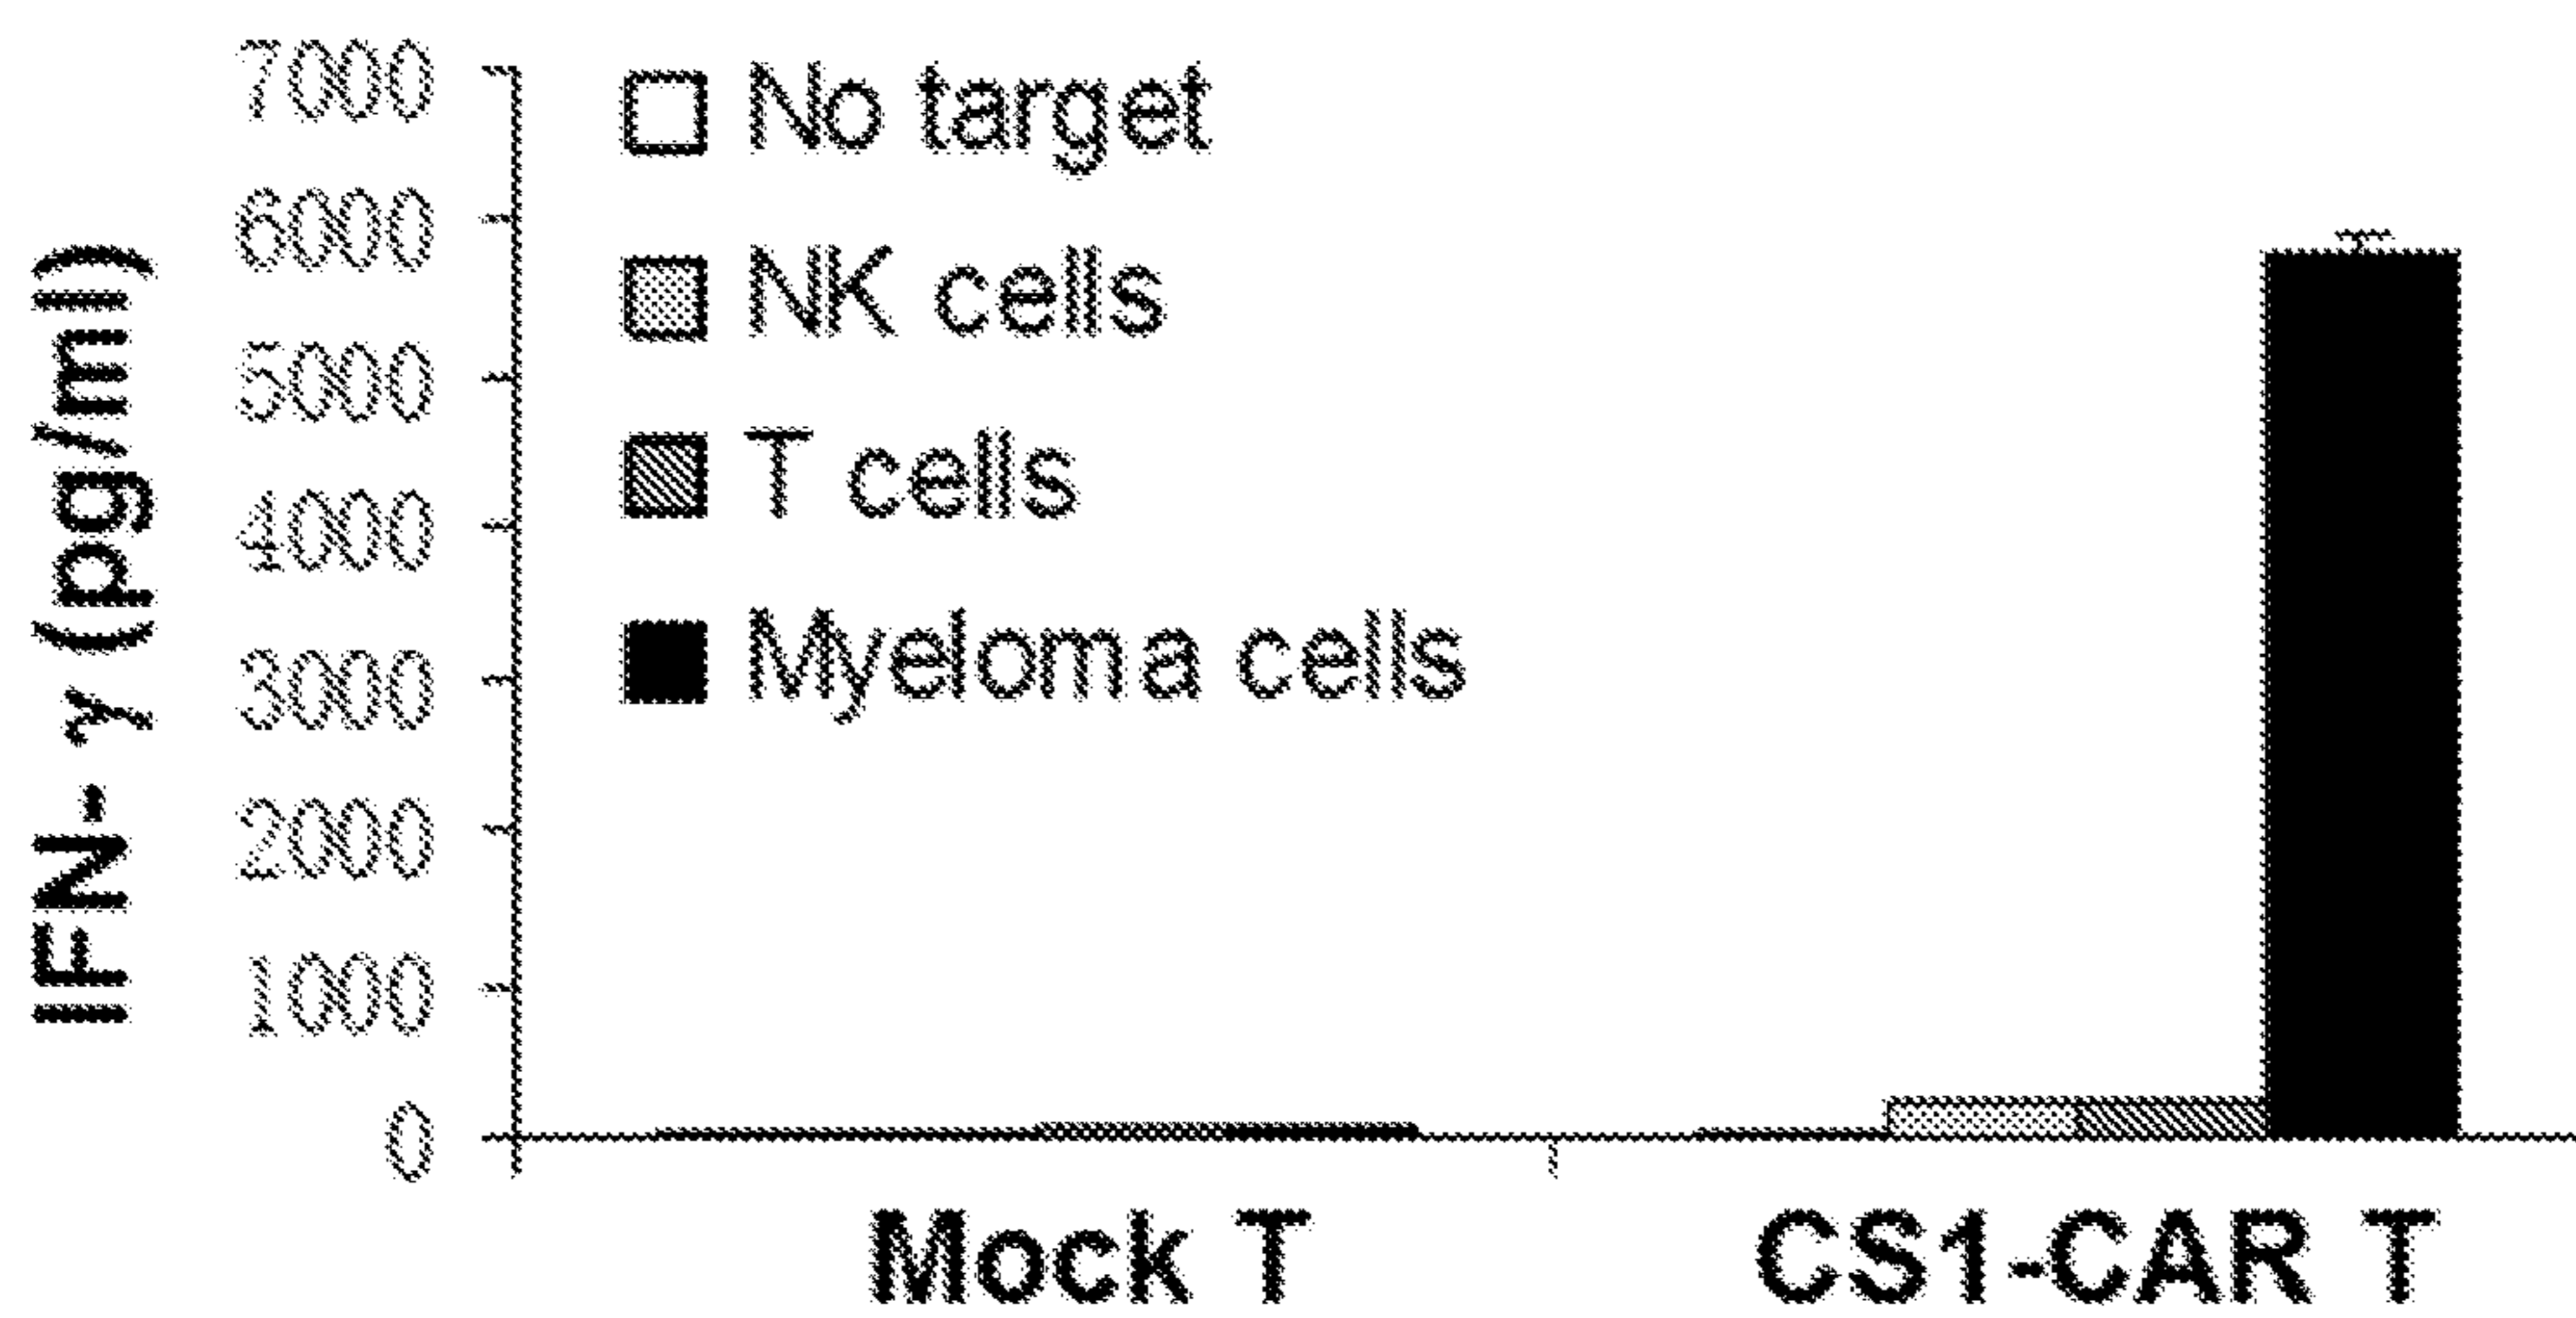 IFN- γ (pg/ml)
7000
6000
5000
4000
3000
2000
1000
0
No target
NK cells
T cells
Myeloma cells
Mock T
CS1-CAR T